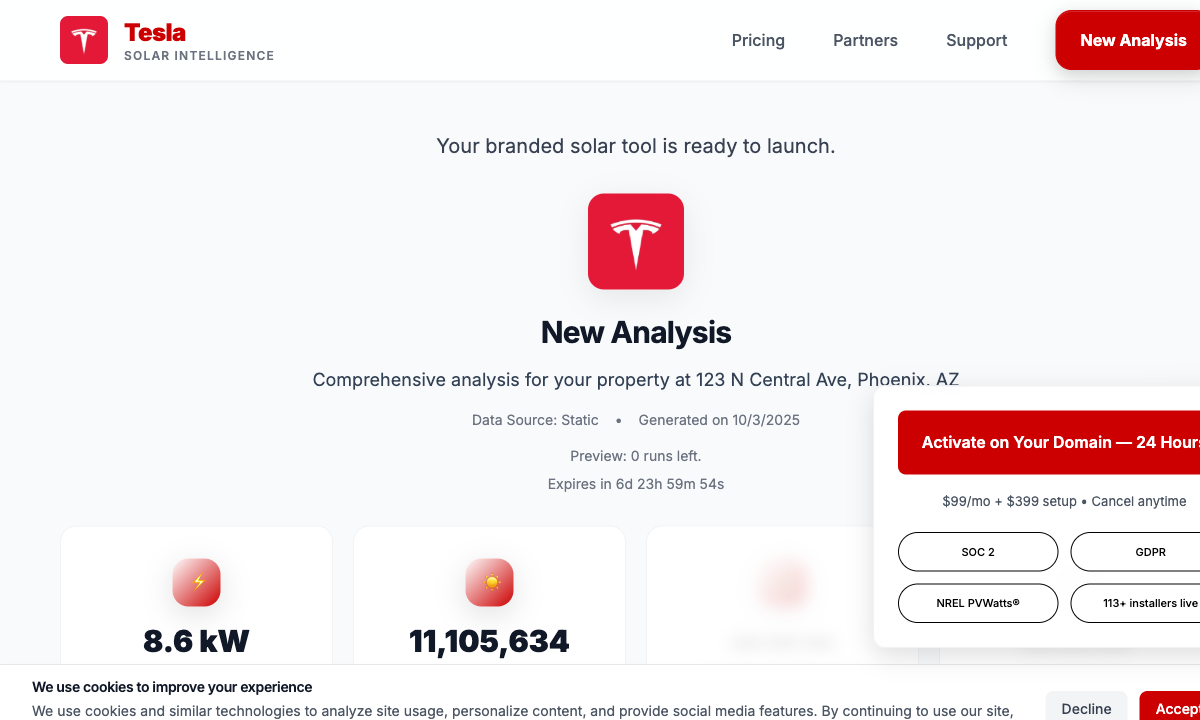 Tesla
SOLAR INTELLIGENCE
Pricing
Partners
Support
New Analysis
Your branded solar tool is ready to launch.
New Analysis
Comprehensive analysis for your property at 123 N Central Ave, Phoenix, AZ
Data Source: Static • Generated on 10/3/2025
Preview: 0 runs left.
Expires in 6d 23h 59m 54s
Activate on Your Domain — 24 Hours
$99/mo + $399 setup • Cancel anytime
SOC 2
GDPR
NREL PVWatts®
113+ installers live
8.6 kW
11,105,634
We use cookies to improve your experience
We use cookies and similar technologies to analyze site usage, personalize content, and provide social media features. By continuing to use our site,
Decline
Accept